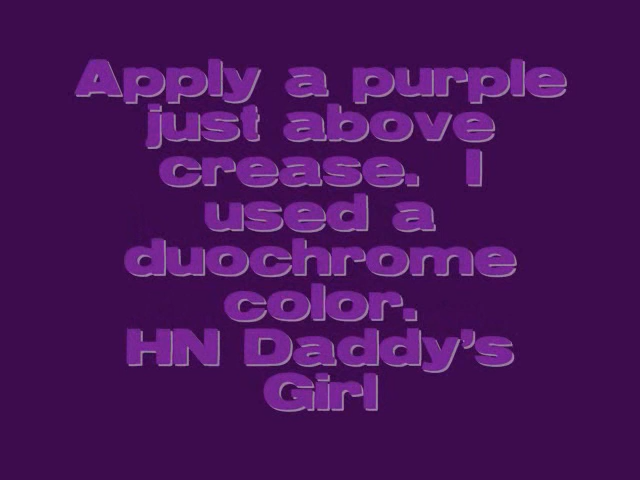 Apply a purple
just above
crease.  I
used a
duochrome
color.
HN Daddy's
Girl